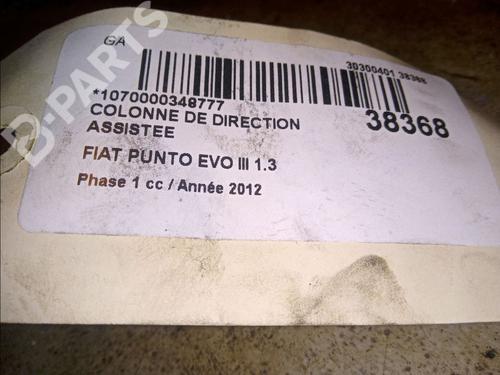 B-PARTS
GA
30300401 38368
*1070000348777
38368
COLONNE DE DIRECTION
ASSISTEE
FIAT PUNTO EVO III 1.3
Phase 1 cc / Année 2012